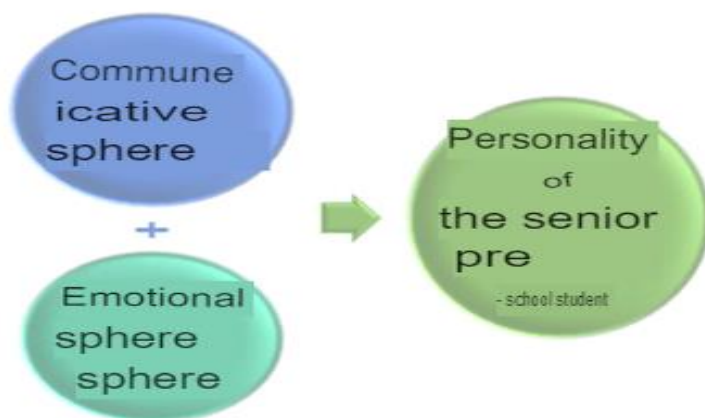 Commune
icative
sphere
+
Emotional
sphere
sphere
Personality
of
the senior
pre
- school student